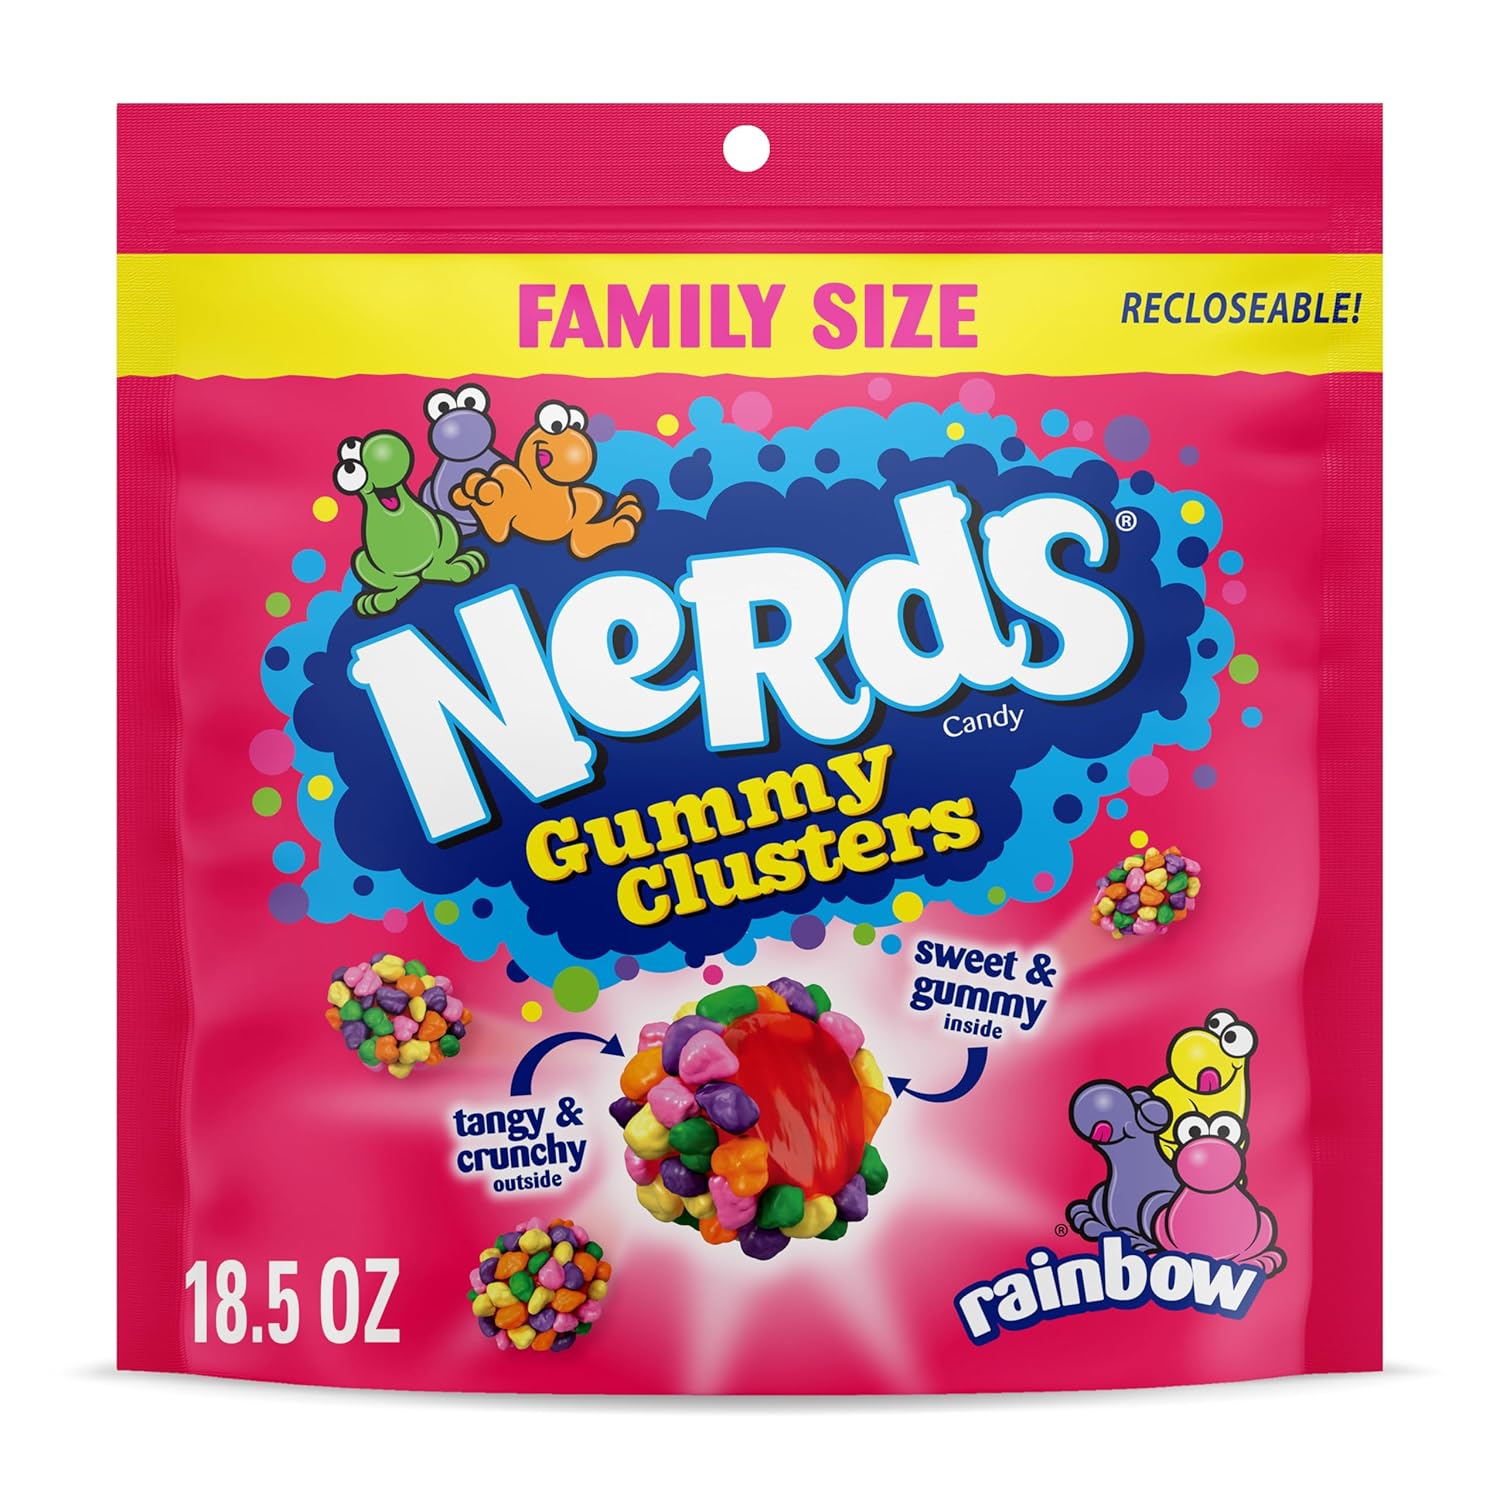 FAMILY SIZE
RECLOSEABLE!
NeRdS®
Candy
Gummy
Clusters
sweet &
gummy
inside
tangy &
crunchy
outside
18.5 OZ
®
rainbow